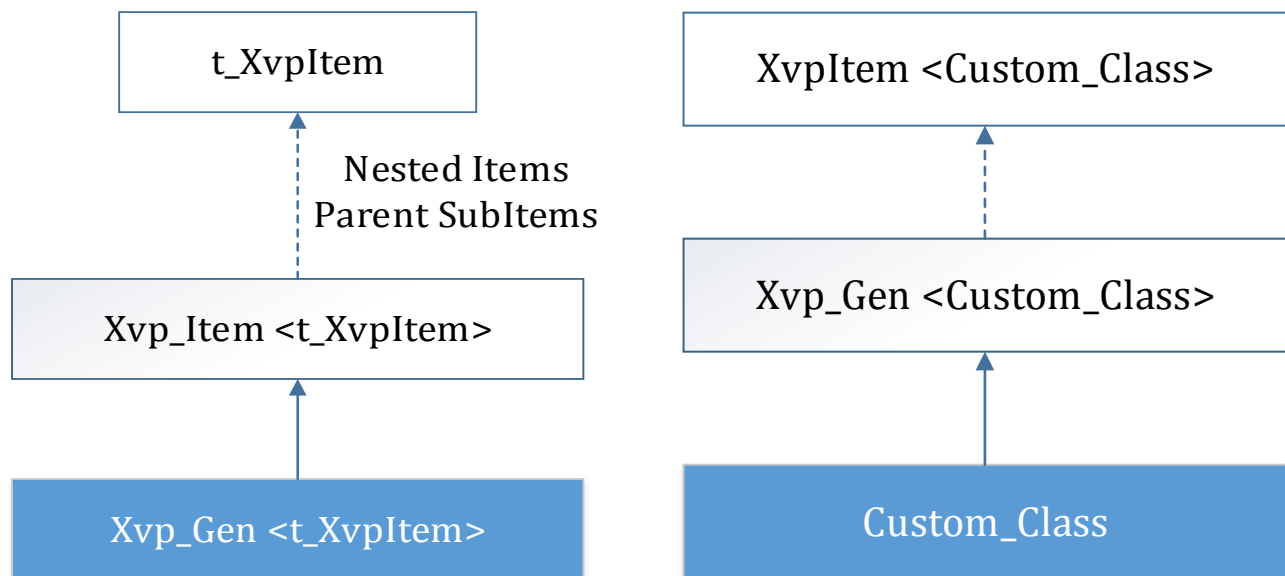 t_XvpItem
Nested Items
Parent SubItems
Xvp_Item <t_XvpItem>
Xvp_Gen <t_XvpItem>
XvpItem <Custom_Class>
Xvp_Gen <Custom_Class>
Custom_Class